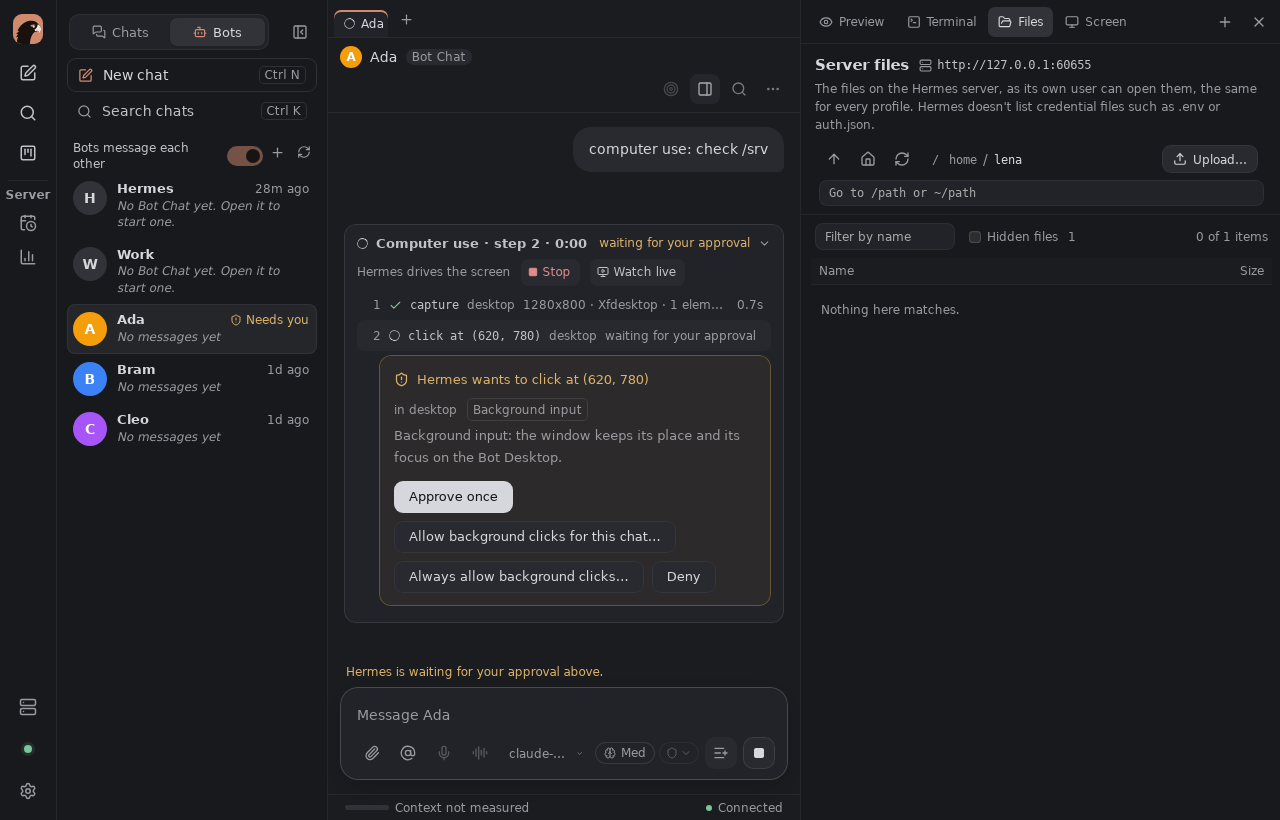 Chats
Bots
New chat
Ctrl N
Search chats
Ctrl K
Bots message each
other
Server
H
Hermes
28m ago
No Bot Chat yet. Open it to
start one.
W
Work
No Bot Chat yet. Open it to
start one.
A
Ada
Needs you
No messages yet
B
Bram
1d ago
No messages yet
C
Cleo
1d ago
No messages yet
Ada
A
Ada
Bot Chat
computer use: check /srv
Computer use · step 2 · 0:00
waiting for your approval
Hermes drives the screen
Stop
Watch live
1 capture desktop 1280x800 · Xfdesktop · 1 elem… 0.7s
2 click at (620, 780) desktop waiting for your approval
Hermes wants to click at (620, 780)
in desktop
Background input
Background input: the window keeps its place and its
focus on the Bot Desktop.
Approve once
Allow background clicks for this chat…
Always allow background clicks…
Deny
Hermes is waiting for your approval above.
Message Ada
claude-…
Med
Context not measured
Connected
Preview
Terminal
Files
Screen
Server files
http://127.0.0.1:60655
The files on the Hermes server, as its own user can open them, the same
for every profile. Hermes doesn't list credential files such as .env or
auth.json.
/ home / lena
Upload…
Go to /path or ~/path
Filter by name
Hidden files 1
0 of 1 items
Name
Size
Nothing here matches.